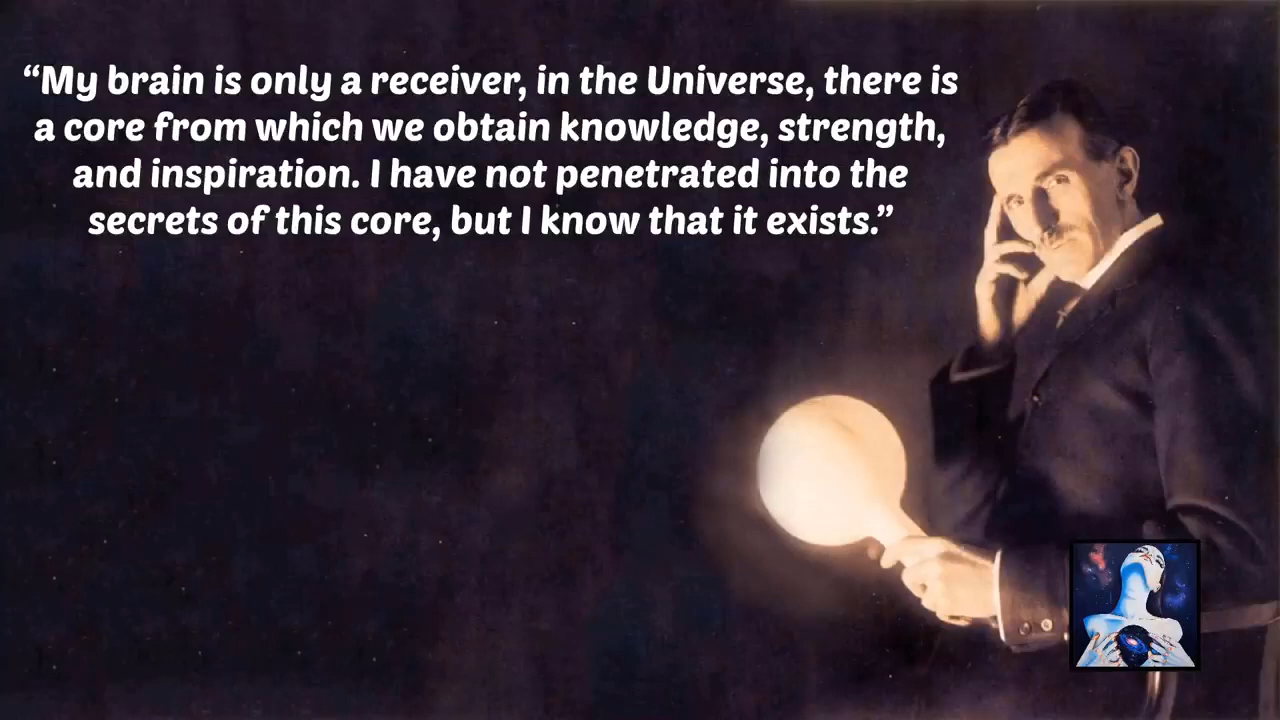 “My brain is only a receiver, in the Universe, there is
a core from which we obtain knowledge, strength,
and inspiration. I have not penetrated into the
secrets of this core, but I know that it exists.”